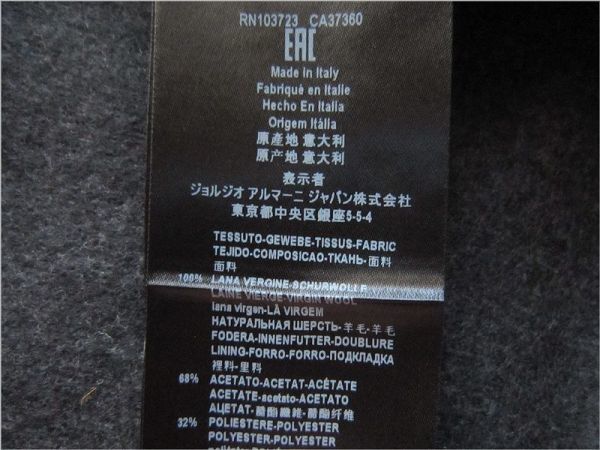 RN103723 CA37360
EAC
Made in Italy
Fabriqué en Italie
Hecho En Italia
Origem Itália
原產地 意大利
原产地 意大利
表示者
ジョルジオ アルマーニ ジャパン株式会社
東京都中央区銀座5-5-4
TESSUTO-GEWEBE-TISSUS-FABRIC
TEJIDO-COMPOSICAO-ТКАНЬ-面料
面料
100% LANA VERGINE-SCHURWOLLE
LAINE VIERGE-VIRGIN WOOL
lana virgen-LÃ VIRGEM
НАТУРАЛЬНАЯ ШЕРСТЬ-羊毛-羊毛
FODERA-INNENFUTTER-DOUBLURE
LINING-FORRO-FORRO-ПОДКЛАДКА
裡料-里料
68% ACETATO-ACETAT-ACÉTATE
ACETATE-acetato-ACETATO
АЦЕТАТ-醋酯纖維-醋酯纤维
32% POLIESTERE-POLYESTER
POLYESTER-POLYESTER